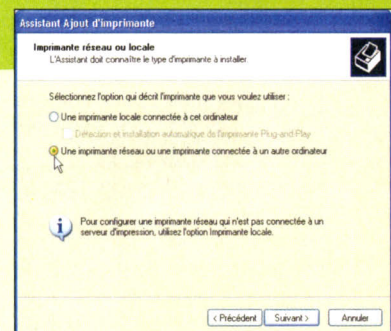 Assistant Ajout d'imprimante
Imprimante réseau ou locale
L'Assistant doit connaître le type d'imprimante à installer.
Sélectionnez l'option qui décrit l'imprimante que vous voulez utiliser :
Une imprimante locale connectée à cet ordinateur
Détection et installation automatique de l'imprimante Plug-and Play
Une imprimante réseau ou une imprimante connectée à un autre ordinateur
Pour configurer une imprimante réseau qui n'est pas connectée à un
serveur d'impression, utilisez l'option Imprimante locale.
< Précédent Suivant > Annuler